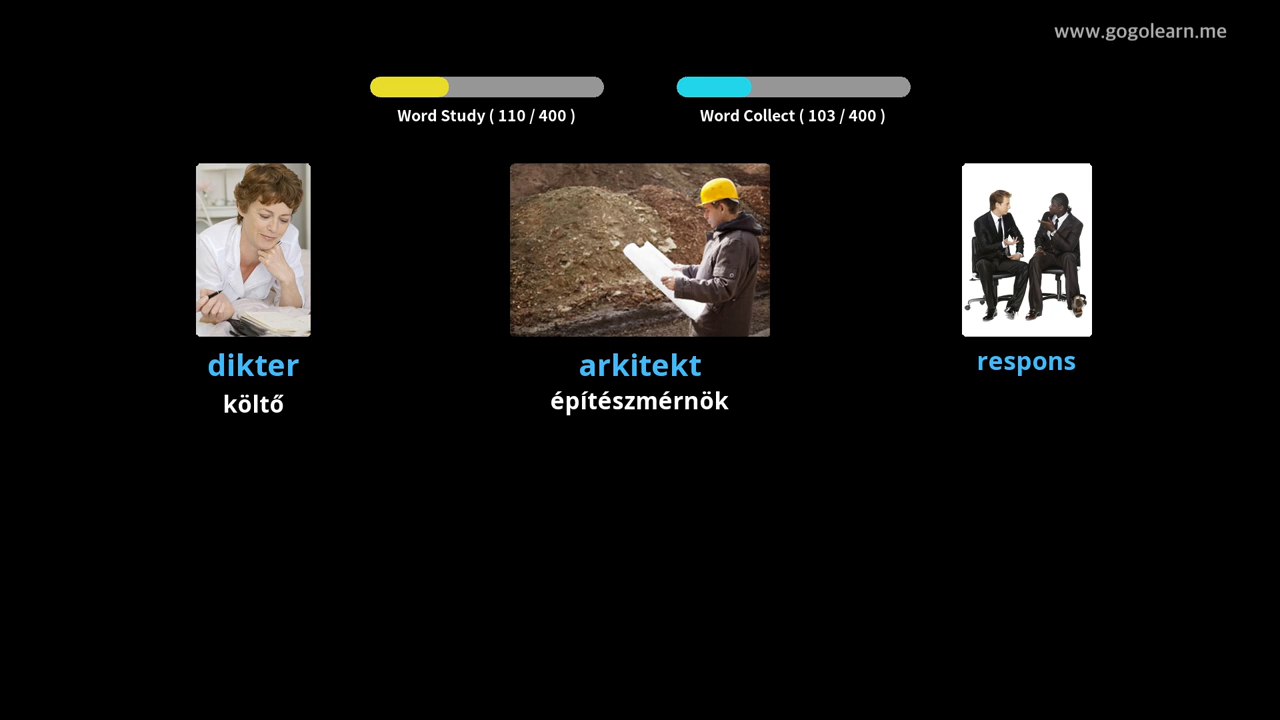 www.gogolearn.me
Word Study ( 110 / 400 )
Word Collect ( 103 / 400 )
dikter
költő
arkitekt
építészmérnök
respons